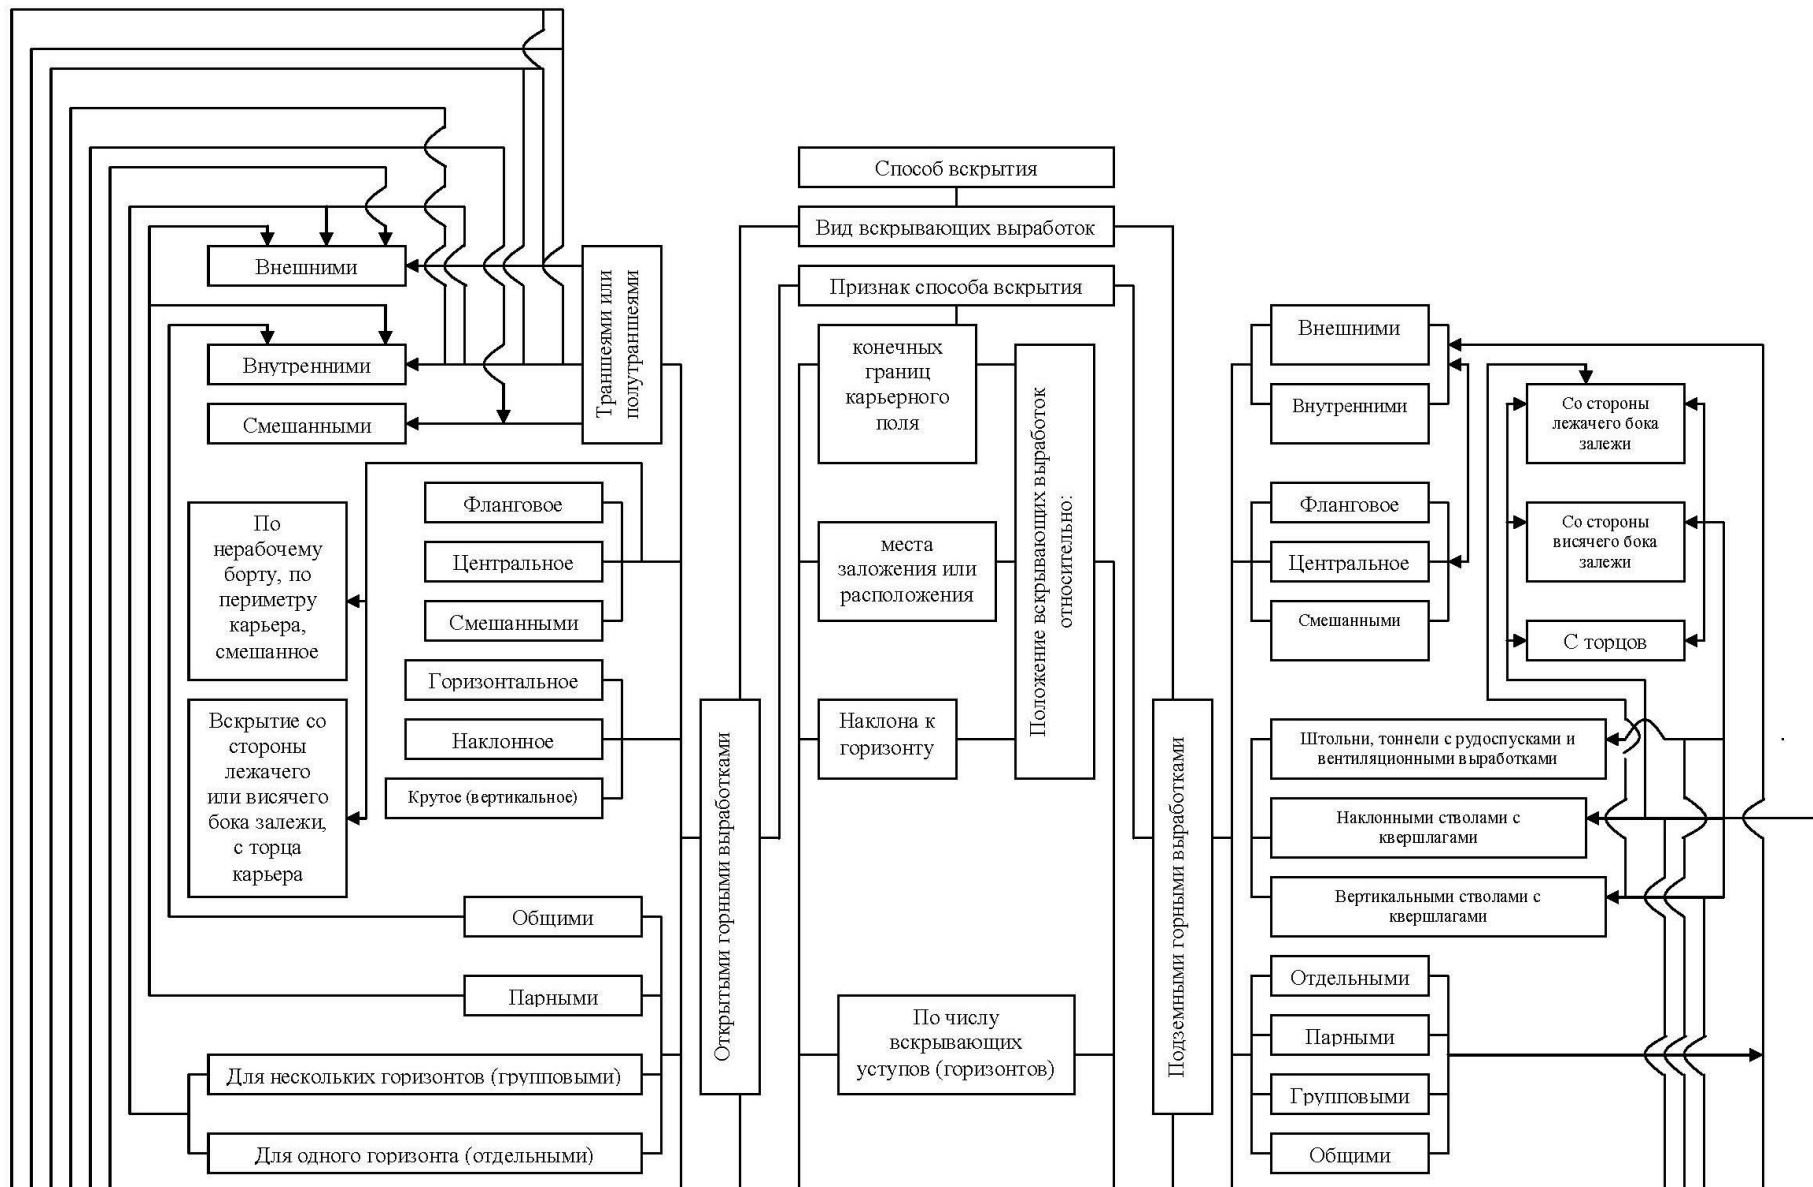 Способ вскрытия
Вид вскрывающих выработок
Признак способа вскрытия
Внешними
Внутренними
Смешанными
Траншеями или
полутраншеями
По
нерабочему
борту, по
периметру
карьера,
смешанное
Вскрытие со
стороны
лежачего
или висячего
бока залежи,
с торца
карьера
Фланговое
Центральное
Смешанными
Горизонтальное
Наклонное
Крутое (вертикальное)
Общими
Парными
Для нескольких горизонтов (групповыми)
Для одного горизонта (отдельными)
Открытыми горными выработками
конечных
границ
карьерного
поля
места
заложения или
расположения
Наклона к
горизонту
Положение вскрывающих выработок
относительно:
По числу
вскрывающих
уступов (горизонтов)
Подземными горными выработками
Внешними
Внутренними
Фланговое
Центральное
Смешанными
Со стороны
лежачего бока
залежи
Со стороны
висячего бока
залежи
С торцов
Штольни, тоннели с рудоспусками и
вентиляционными выработками
Наклонными стволами с
квершлагами
Вертикальными стволами с
квершлагами
Отдельными
Парными
Групповыми
Общими